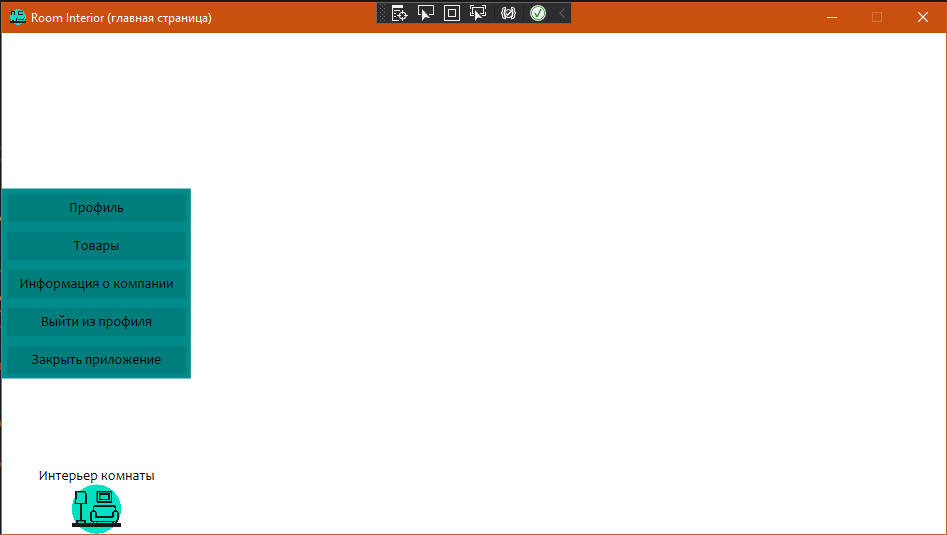 Room Interior (главная страница)
Профиль
Товары
Информация о компании
Выйти из профиля
Закрыть приложение
Интерьер комнаты